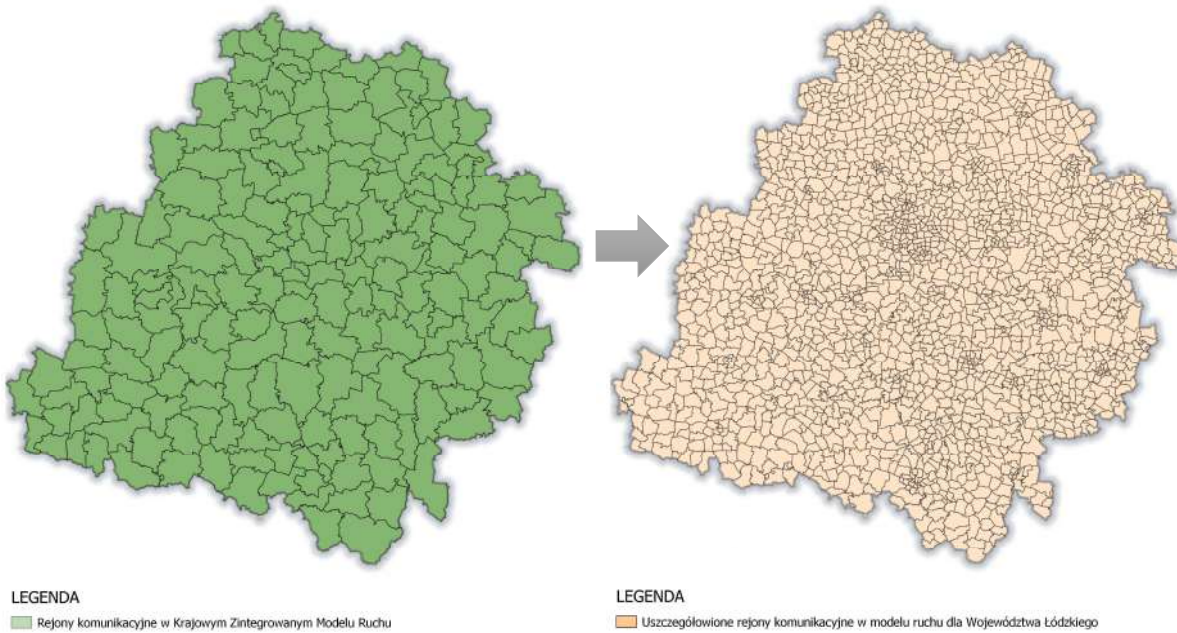 LEGENDA
Rejony komunikacyjne w Krajowym Zintegrowanym Modelu Ruchu
LEGENDA
Uszczegółowione rejony komunikacyjne w modelu ruchu dla Województwa Łódzkiego